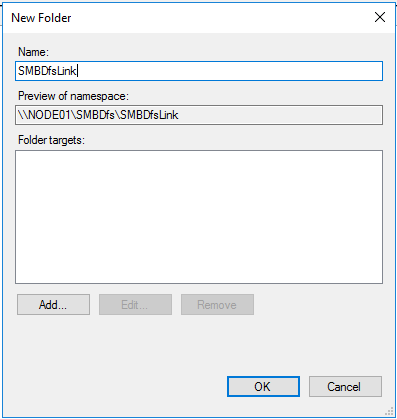 New Folder
Name:
SMBDfsLink
Preview of namespace:
\\NODE01\SMBDfs\SMBDfsLink
Folder targets:
Add... Edit... Remove
OK Cancel